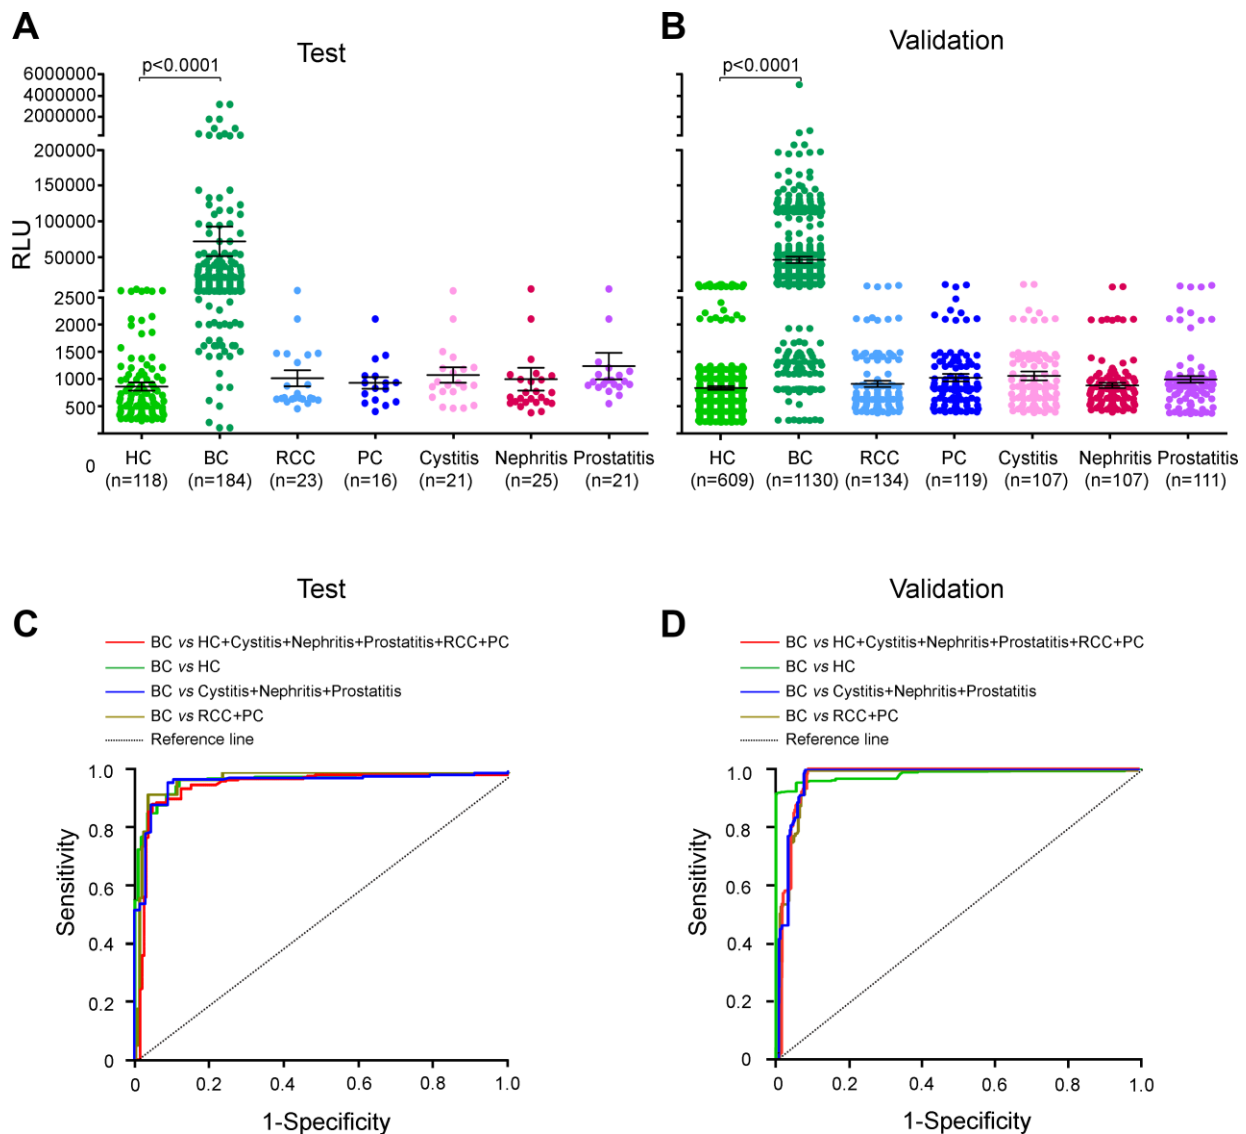 A
Test
p<0.0001
6000000
4000000
2000000
200000
150000
100000
50000
2500
2000
1500
1000
500
0
RLU
HC BC RCC PC Cystitis Nephritis Prostatitis
(n=118) (n=184) (n=23) (n=16) (n=21) (n=25) (n=21)
B
Validation
p<0.0001
HC BC RCC PC Cystitis Nephritis Prostatitis
(n=609) (n=1130) (n=134) (n=119) (n=107) (n=107) (n=111)
C
Test
BC vs HC+Cystitis+Nephritis+Prostatitis+RCC+PC
BC vs HC
BC vs Cystitis+Nephritis+Prostatitis
BC vs RCC+PC
Reference line
1.0
0.8
0.6
0.4
0.2
0
Sensitivity
0 0.2 0.4 0.6 0.8 1.0
1-Specificity
D
Validation
BC vs HC+Cystitis+Nephritis+Prostatitis+RCC+PC
BC vs HC
BC vs Cystitis+Nephritis+Prostatitis
BC vs RCC+PC
Reference line
1.0
0.8
0.6
0.4
0.2
0
Sensitivity
0 0.2 0.4 0.6 0.8 1.0
1-Specificity